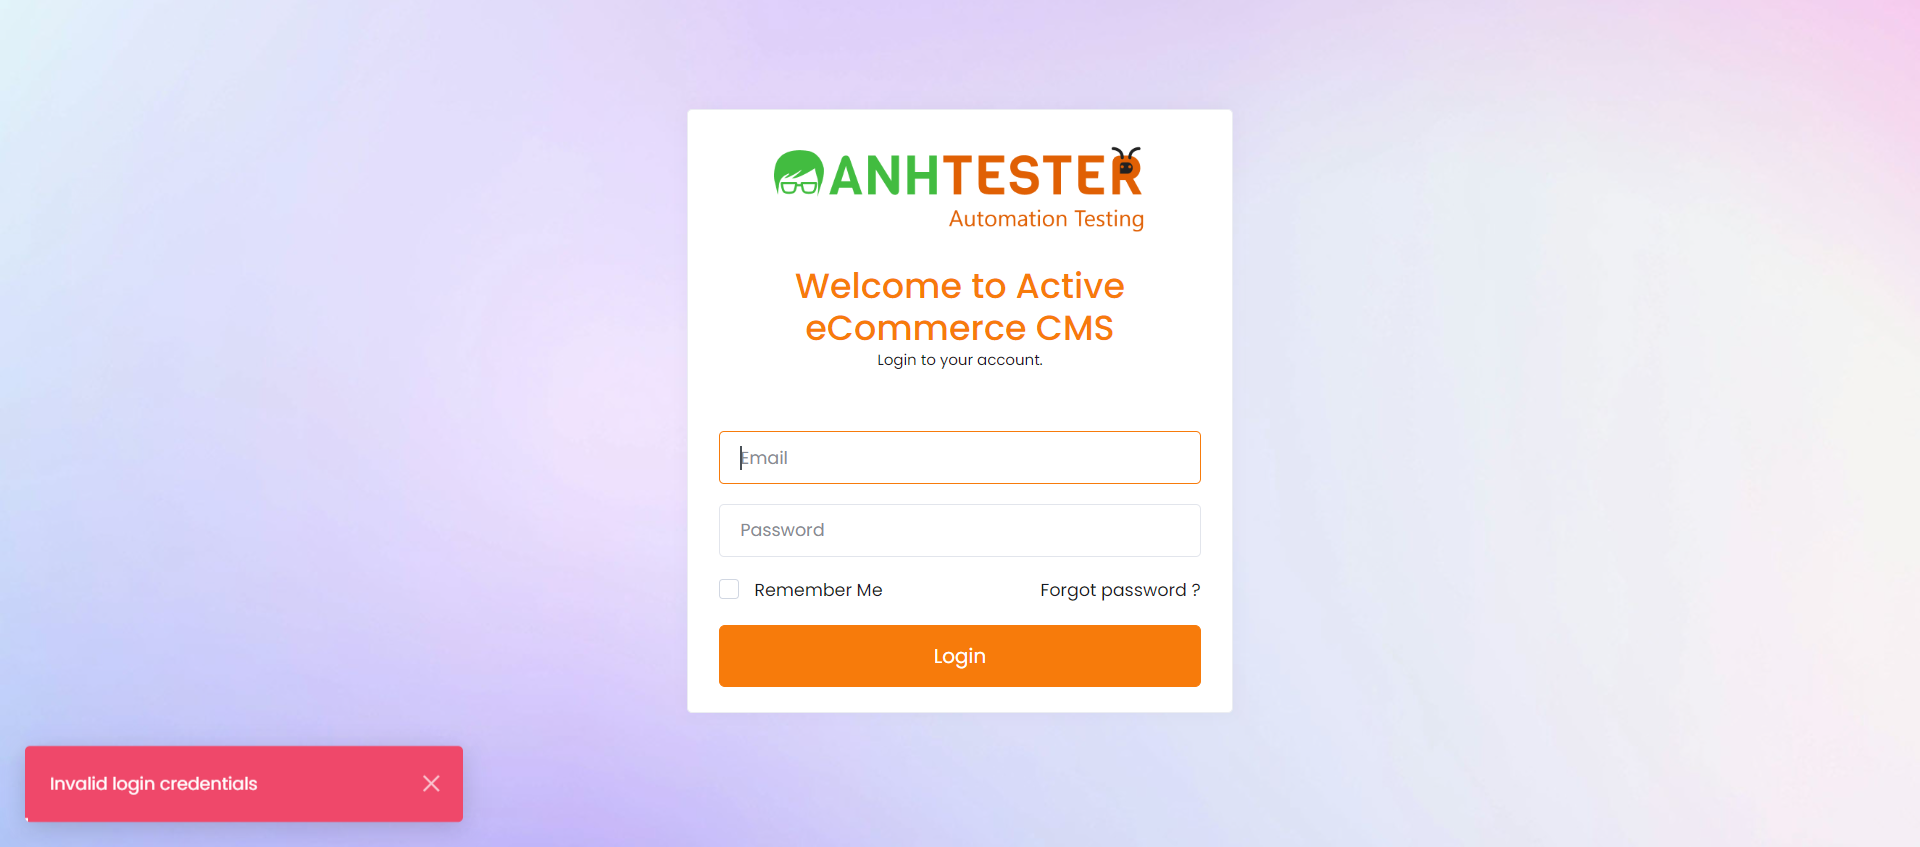 ANHTESTER
Automation Testing
Welcome to Active
eCommerce CMS
Login to your account.
Email
Password
Remember Me
Forgot password ?
Login
Invalid login credentials